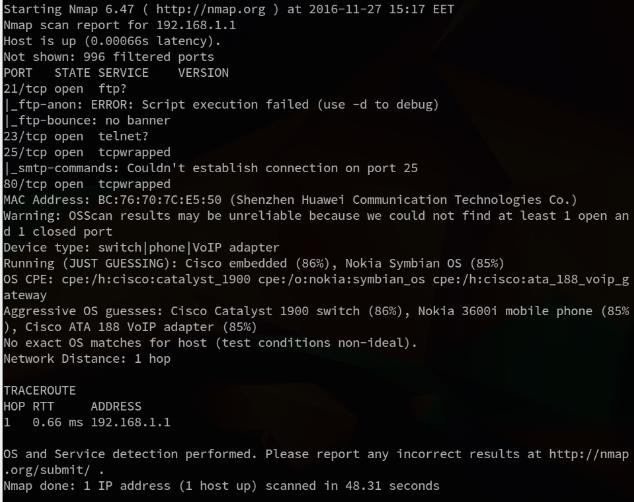 Starting Nmap 6.47 ( http://nmap.org ) at 2016-11-27 15:17 EET
Nmap scan report for 192.168.1.1
Host is up (0.00066s latency).
Not shown: 996 filtered ports
PORT   STATE SERVICE    VERSION
21/tcp open  ftp?
|_ftp-anon: ERROR: Script execution failed (use -d to debug)
|_ftp-bounce: no banner
23/tcp open  telnet?
25/tcp open  tcpwrapped
|_smtp-commands: Couldn't establish connection on port 25
80/tcp open  tcpwrapped
MAC Address: BC:76:70:7C:E5:50 (Shenzhen Huawei Communication Technologies Co.)
Warning: OSScan results may be unreliable because we could not find at least 1 open an
d 1 closed port
Device type: switch|phone|VoIP adapter
Running (JUST GUESSING): Cisco embedded (86%), Nokia Symbian OS (85%)
OS CPE: cpe:/h:cisco:catalyst_1900 cpe:/o:nokia:symbian_os cpe:/h:cisco:ata_188_voip_g
ateway
Aggressive OS guesses: Cisco Catalyst 1900 switch (86%), Nokia 3600i mobile phone (85%
), Cisco ATA 188 VoIP adapter (85%)
No exact OS matches for host (test conditions non-ideal).
Network Distance: 1 hop

TRACEROUTE
HOP RTT     ADDRESS
1   0.66 ms 192.168.1.1

OS and Service detection performed. Please report any incorrect results at http://nmap
.org/submit/ .
Nmap done: 1 IP address (1 host up) scanned in 48.31 seconds